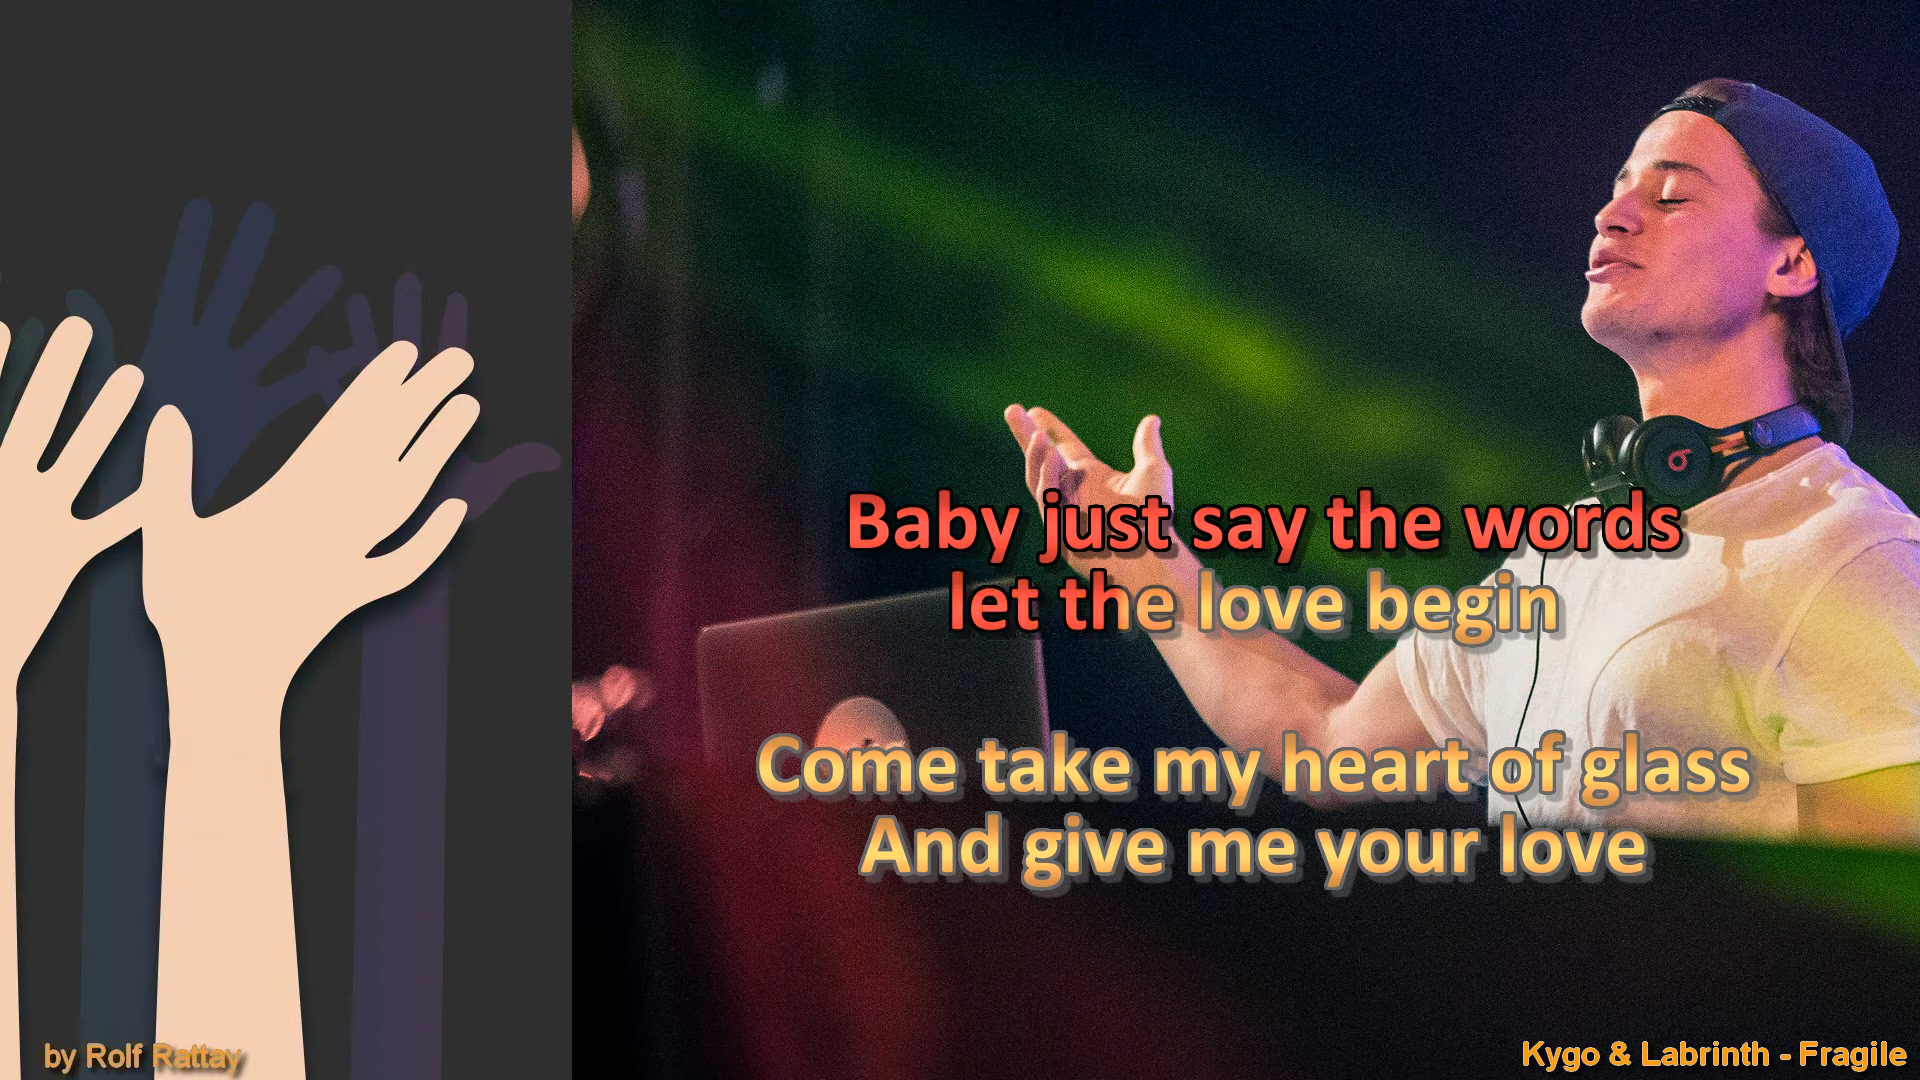 Baby just say the words
let the love begin
Come take my heart of glass
And give me your love
by Rolf Rattay
Kygo & Labrinth - Fragile